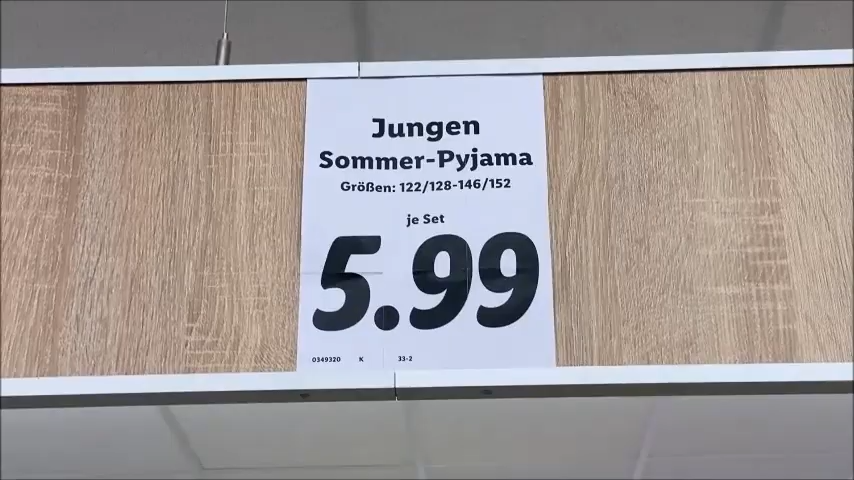 Jungen
Sommer-Pyjama
Größen: 122/128-146/152
je Set
5.99
0349320 K 33-2